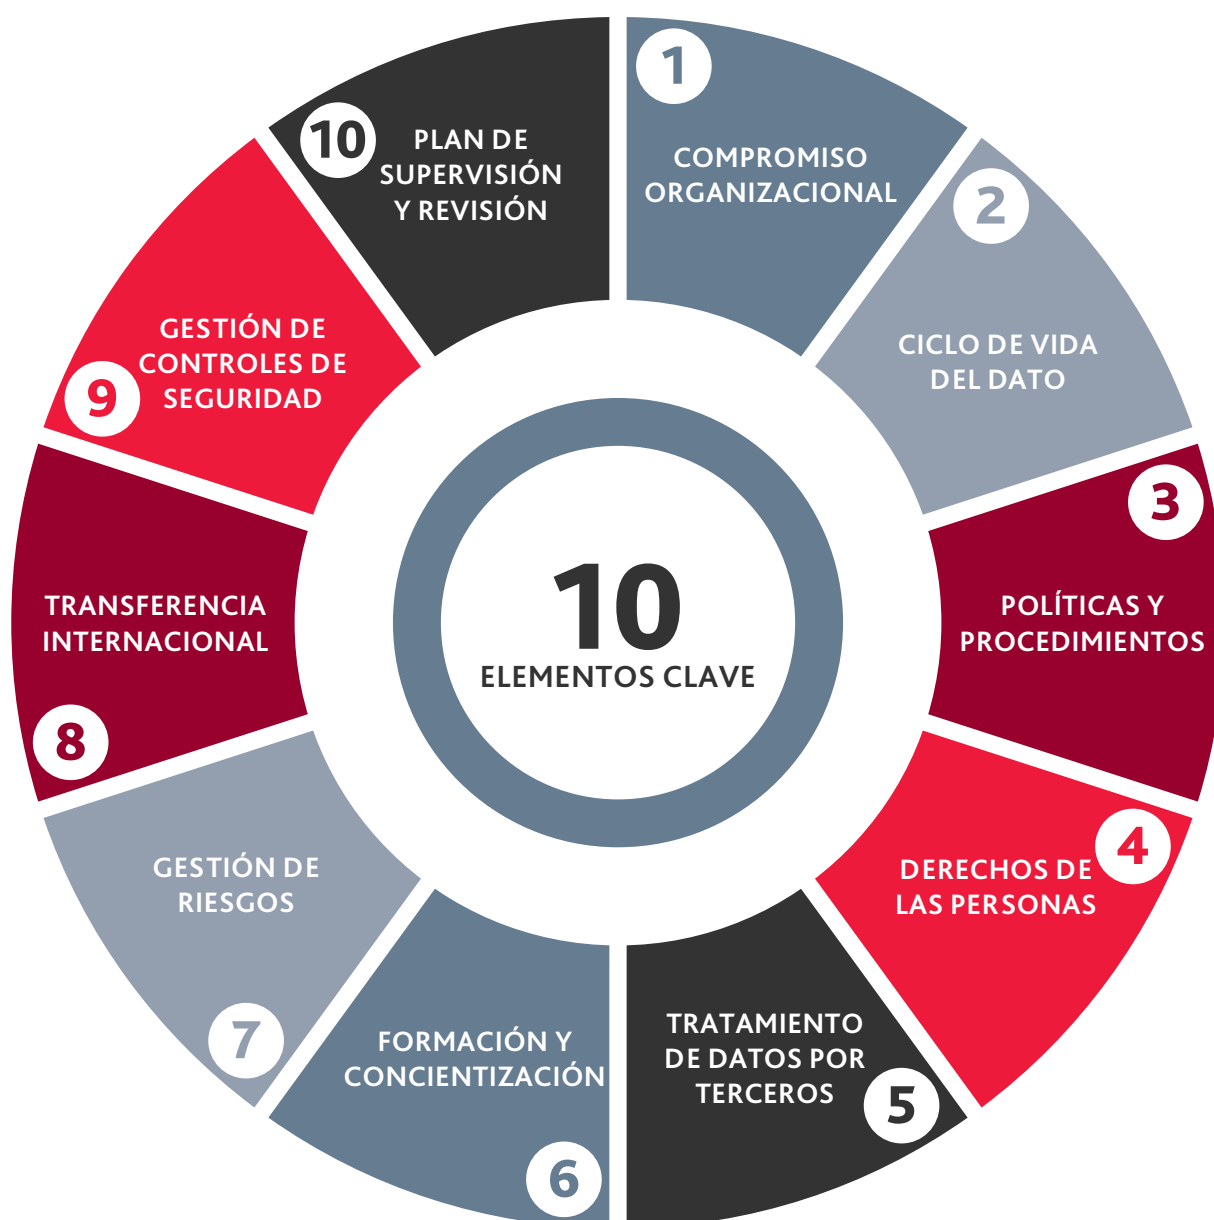 1
COMPROMISO
ORGANIZACIONAL
2
CICLO DE VIDA
DEL DATO
3
POLÍTICAS Y
PROCEDIMIENTOS
4
DERECHOS DE
LAS PERSONAS
5
TRATAMIENTO
DE DATOS POR
TERCEROS
6
FORMACIÓN Y
CONCIENTIZACIÓN
7
GESTIÓN DE
RIESGOS
8
TRANSFERENCIA
INTERNACIONAL
9
GESTIÓN DE
CONTROLES DE
SEGURIDAD
10
PLAN DE
SUPERVISIÓN
Y REVISIÓN
10
ELEMENTOS CLAVE